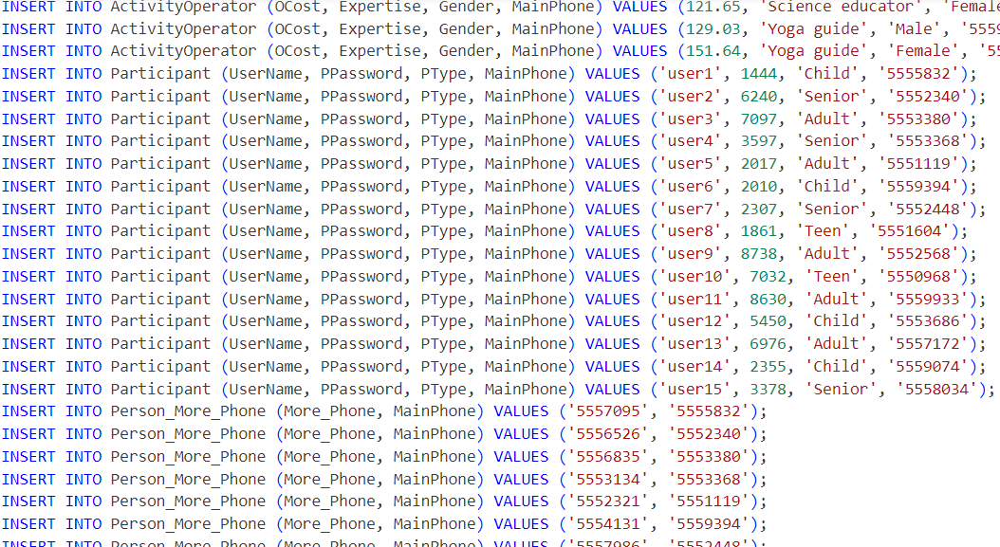 INSERT INTO ActivityOperator (OCost, Expertise, Gender, MainPhone) VALUES (121.65, 'Science educator', 'Female
INSERT INTO ActivityOperator (OCost, Expertise, Gender, MainPhone) VALUES (129.03, 'Yoga guide', 'Male', '555
INSERT INTO ActivityOperator (OCost, Expertise, Gender, MainPhone) VALUES (151.64, 'Yoga guide', 'Female', '55
INSERT INTO Participant (UserName, PPassword, PType, MainPhone) VALUES ('user1', 1444, 'Child', '5555832');
INSERT INTO Participant (UserName, PPassword, PType, MainPhone) VALUES ('user2', 6240, 'Senior', '5552340');
INSERT INTO Participant (UserName, PPassword, PType, MainPhone) VALUES ('user3', 7097, 'Adult', '5553380');
INSERT INTO Participant (UserName, PPassword, PType, MainPhone) VALUES ('user4', 3597, 'Senior', '5553368');
INSERT INTO Participant (UserName, PPassword, PType, MainPhone) VALUES ('user5', 2017, 'Adult', '5551119');
INSERT INTO Participant (UserName, PPassword, PType, MainPhone) VALUES ('user6', 2010, 'Child', '5559394');
INSERT INTO Participant (UserName, PPassword, PType, MainPhone) VALUES ('user7', 2307, 'Senior', '5552448');
INSERT INTO Participant (UserName, PPassword, PType, MainPhone) VALUES ('user8', 1861, 'Teen', '5551604');
INSERT INTO Participant (UserName, PPassword, PType, MainPhone) VALUES ('user9', 8738, 'Adult', '5552568');
INSERT INTO Participant (UserName, PPassword, PType, MainPhone) VALUES ('user10', 7032, 'Teen', '5550968');
INSERT INTO Participant (UserName, PPassword, PType, MainPhone) VALUES ('user11', 8630, 'Adult', '5559933');
INSERT INTO Participant (UserName, PPassword, PType, MainPhone) VALUES ('user12', 5450, 'Child', '5553686');
INSERT INTO Participant (UserName, PPassword, PType, MainPhone) VALUES ('user13', 6976, 'Adult', '5557172');
INSERT INTO Participant (UserName, PPassword, PType, MainPhone) VALUES ('user14', 2355, 'Child', '5559074');
INSERT INTO Participant (UserName, PPassword, PType, MainPhone) VALUES ('user15', 3378, 'Senior', '5558034');
INSERT INTO Person_More_Phone (More_Phone, MainPhone) VALUES ('5557095', '5555832');
INSERT INTO Person_More_Phone (More_Phone, MainPhone) VALUES ('5556526', '5552340');
INSERT INTO Person_More_Phone (More_Phone, MainPhone) VALUES ('5556835', '5553380');
INSERT INTO Person_More_Phone (More_Phone, MainPhone) VALUES ('5553134', '5553368');
INSERT INTO Person_More_Phone (More_Phone, MainPhone) VALUES ('5552321', '5551119');
INSERT INTO Person_More_Phone (More_Phone, MainPhone) VALUES ('5554131', '5559394');
INSERT INTO Person_More_Phone (More_Phone, MainPhone) VALUES ('5557986', '5552448');